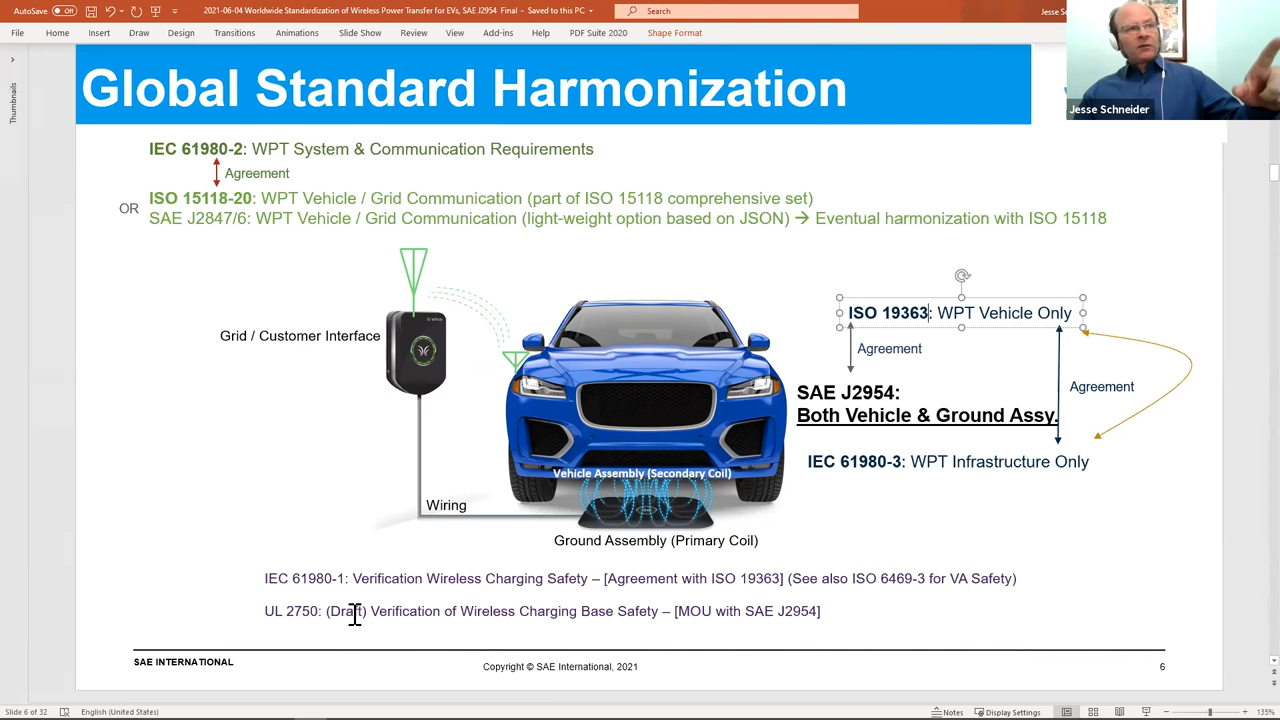 AutoSave Off 2021-06-04 Worldwide Standardization of Wireless Power Transfer for EVs, SAE J2954 Final - Saved to this PC Search Jesse Sc
File Home Insert Draw Design Transitions Animations Slide Show Review View Add-ins Help PDF Suite 2020 Shape Format
Thumbnails
Jesse Schneider
Global Standard Harmonization
IEC 61980-2: WPT System & Communication Requirements
Agreement
OR
ISO 15118-20: WPT Vehicle / Grid Communication (part of ISO 15118 comprehensive set)
SAE J2847/6: WPT Vehicle / Grid Communication (light-weight option based on JSON) → Eventual harmonization with ISO 15118
Grid / Customer Interface
ISO 19363: WPT Vehicle Only
Agreement
Agreement
SAE J2954:
Both Vehicle & Ground Assy.
IEC 61980-3: WPT Infrastructure Only
Vehicle Assembly (Secondary Coil)
Wiring
Ground Assembly (Primary Coil)
IEC 61980-1: Verification Wireless Charging Safety – [Agreement with ISO 19363] (See also ISO 6469-3 for VA Safety)
UL 2750: (Draft) Verification of Wireless Charging Base Safety – [MOU with SAE J2954]
SAE INTERNATIONAL
Copyright © SAE International, 2021
6
Slide 6 of 32 English (United States) Notes Display Settings 135%